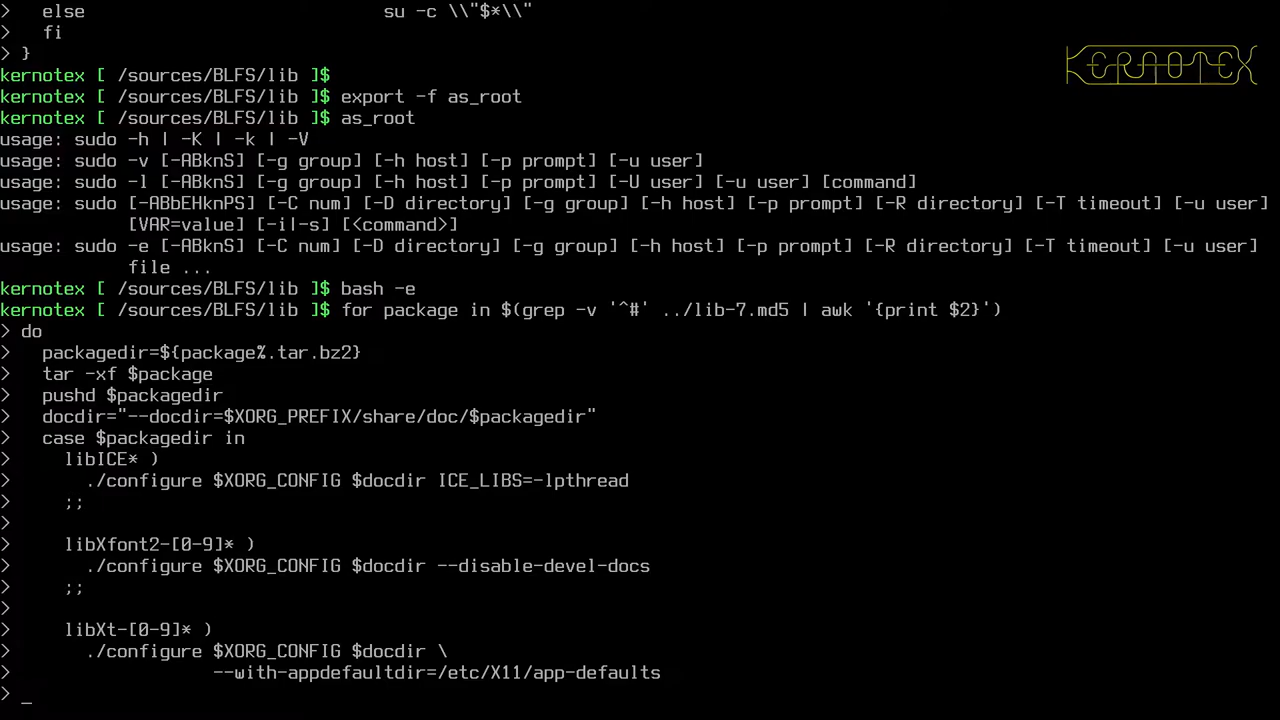 >   else                            su -c \\"$*\\"
>   fi
> }
KERNOTEX
kernotex [ /sources/BLFS/lib ]$
kernotex [ /sources/BLFS/lib ]$ export -f as_root
kernotex [ /sources/BLFS/lib ]$ as_root
usage: sudo -h | -K | -k | -V
usage: sudo -v [-ABknS] [-g group] [-h host] [-p prompt] [-u user]
usage: sudo -l [-ABknS] [-g group] [-h host] [-p prompt] [-U user] [-u user] [command]
usage: sudo [-ABbEHknPS] [-C num] [-D directory] [-g group] [-h host] [-p prompt] [-R directory] [-T timeout] [-u user]
            [VAR=value] [-i|-s] [<command>]
usage: sudo -e [-ABknS] [-C num] [-D directory] [-g group] [-h host] [-p prompt] [-R directory] [-T timeout] [-u user]
            file ...
kernotex [ /sources/BLFS/lib ]$ bash -e
kernotex [ /sources/BLFS/lib ]$ for package in $(grep -v '^#' ../lib-7.md5 | awk '{print $2}')
> do
>   packagedir=${package%.tar.bz2}
>   tar -xf $package
>   pushd $packagedir
>   docdir="--docdir=$XORG_PREFIX/share/doc/$packagedir"
>   case $packagedir in
>     libICE* )
>       ./configure $XORG_CONFIG $docdir ICE_LIBS=-lpthread
>     ;;
>
>     libXfont2-[0-9]* )
>       ./configure $XORG_CONFIG $docdir --disable-devel-docs
>     ;;
>
>     libXt-[0-9]* )
>       ./configure $XORG_CONFIG $docdir \
>                   --with-appdefaultdir=/etc/X11/app-defaults
> _